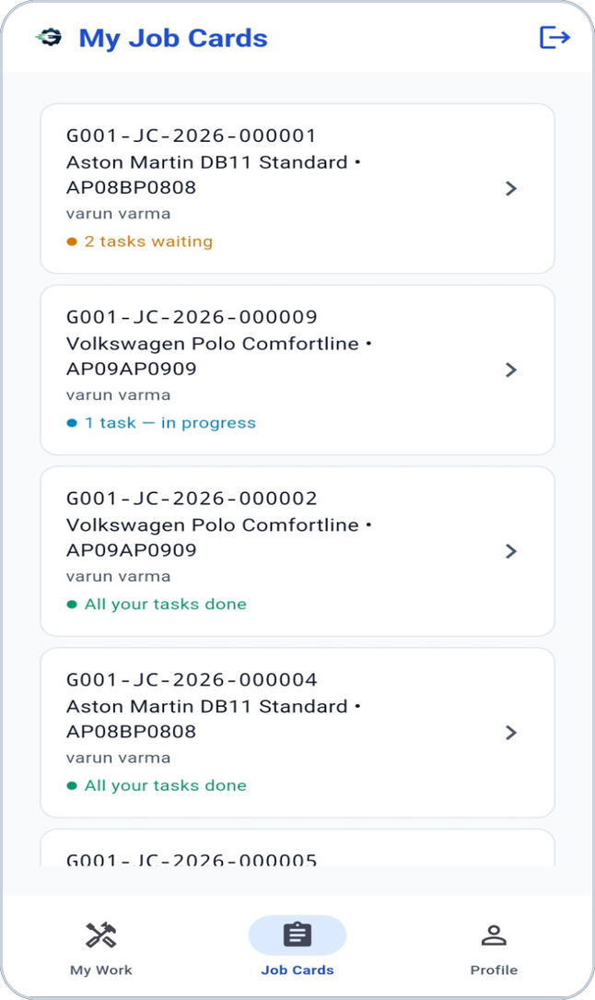 My Job Cards
G001-JC-2026-000001
Aston Martin DB11 Standard •
AP08BP0808
varun varma
● 2 tasks waiting
G001-JC-2026-000009
Volkswagen Polo Comfortline •
AP09AP0909
varun varma
● 1 task — in progress
G001-JC-2026-000002
Volkswagen Polo Comfortline •
AP09AP0909
varun varma
● All your tasks done
G001-JC-2026-000004
Aston Martin DB11 Standard •
AP08BP0808
varun varma
● All your tasks done
G001-JC-2026-000005
My Work
Job Cards
Profile